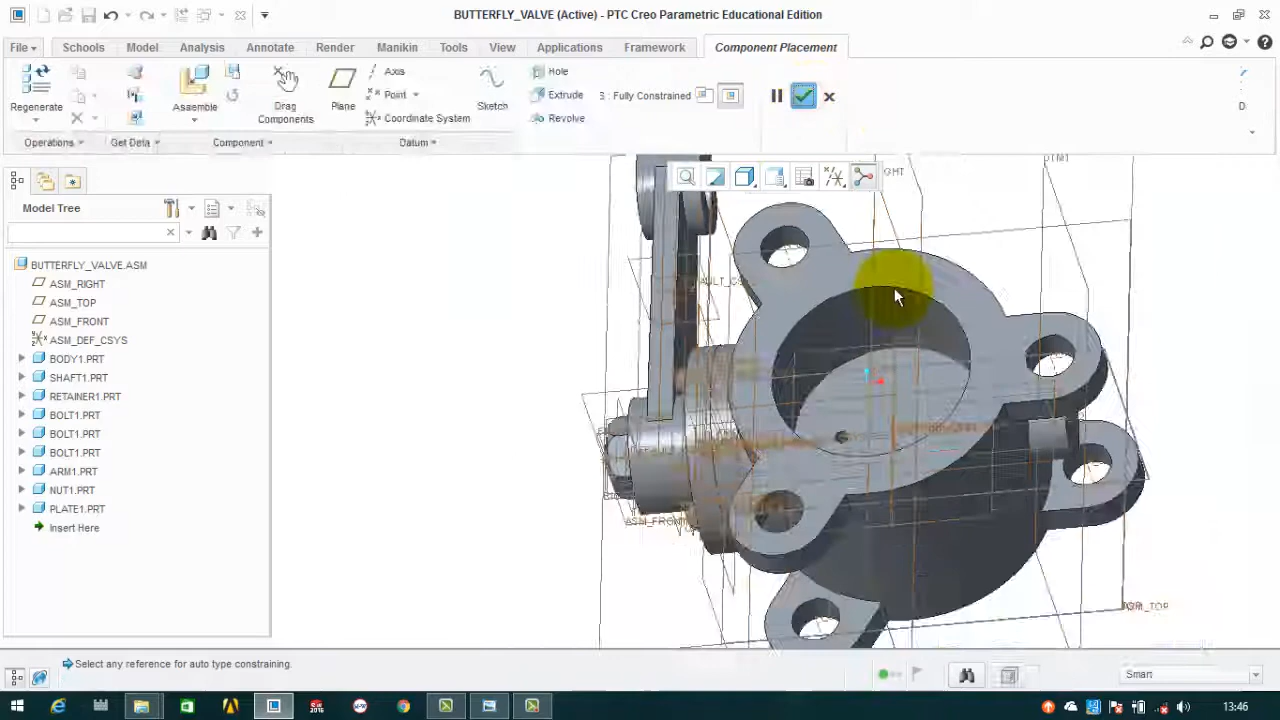 BUTTERFLY_VALVE (Active) - PTC Creo Parametric Educational Edition
File Schools Model Analysis Annotate Render Manikin Tools View Applications Framework Component Placement
Regenerate
Operations
Get Data
Assemble
Drag Components
Component
Plane
Axis
Point
Coordinate System
Sketch
Datum
Hole
Extrude
Revolve
: Fully Constrained
D
Model Tree
BUTTERFLY_VALVE.ASM
ASM_RIGHT
ASM_TOP
ASM_FRONT
ASM_DEF_CSYS
BODY1.PRT
SHAFT1.PRT
RETAINER1.PRT
BOLT1.PRT
BOLT1.PRT
BOLT1.PRT
ARM1.PRT
NUT1.PRT
PLATE1.PRT
Insert Here
DTM1
ASM_FRONT
ASM_TOP
Select any reference for auto type constraining.
Smart
13:46